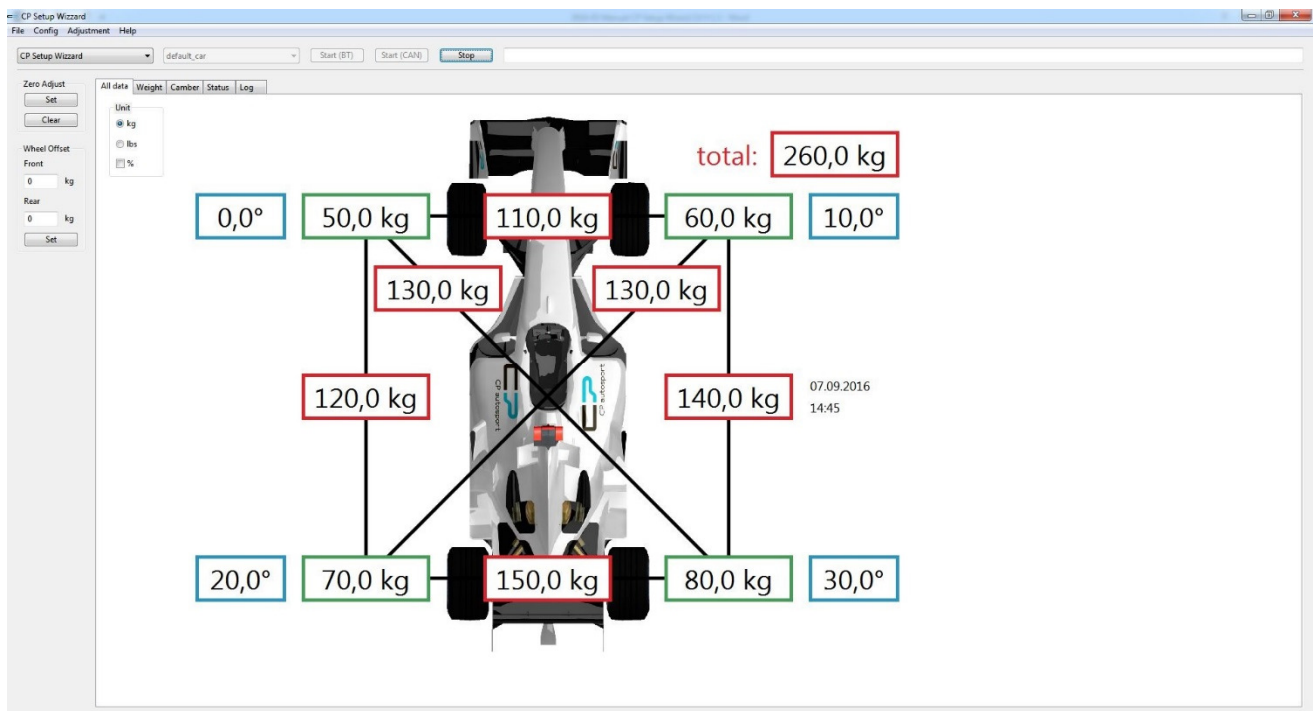 CP Setup Wizzard
File Config Adjustment Help
CP Setup Wizzard default_car Start (BT) Start (CAN) Stop
Zero Adjust
Set
Clear
Wheel Offset
Front
0 kg
Rear
0 kg
Set
All data Weight Camber Status Log
Unit
kg
lbs
%
total: 260,0 kg
0,0° 50,0 kg 110,0 kg 60,0 kg 10,0°
130,0 kg 130,0 kg
CP autosport
CP autosport
120,0 kg 140,0 kg
07.09.2016
14:45
20,0° 70,0 kg 150,0 kg 80,0 kg 30,0°